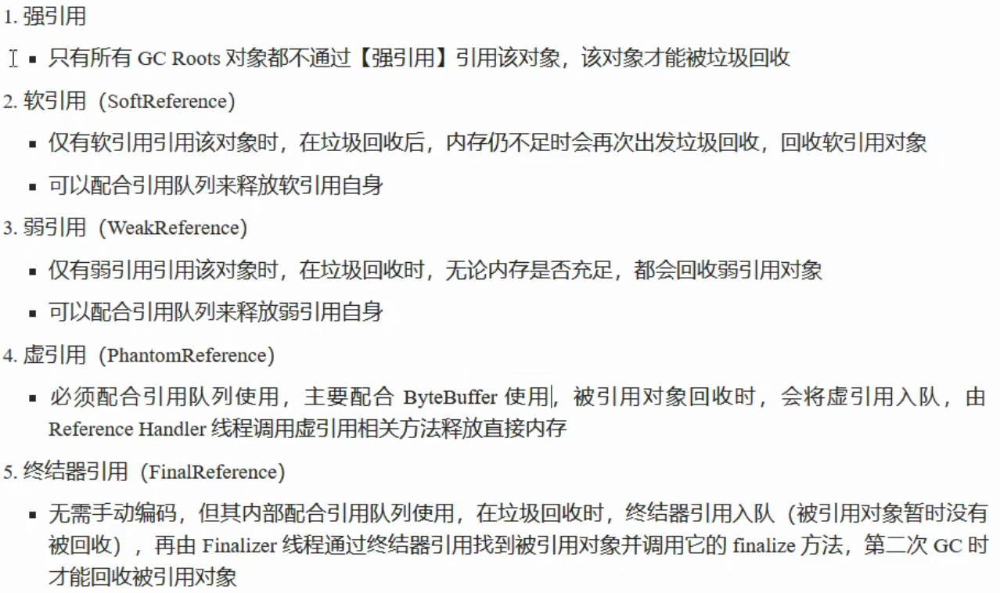 1. 强引用
▪ 只有所有 GC Roots 对象都不通过【强引用】引用该对象，该对象才能被垃圾回收
2. 软引用（SoftReference）
▪ 仅有软引用引用该对象时，在垃圾回收后，内存仍不足时会再次出发垃圾回收，回收软引用对象
▪ 可以配合引用队列来释放软引用自身
3. 弱引用（WeakReference）
▪ 仅有弱引用引用该对象时，在垃圾回收时，无论内存是否充足，都会回收弱引用对象
▪ 可以配合引用队列来释放弱引用自身
4. 虚引用（PhantomReference）
▪ 必须配合引用队列使用，主要配合 ByteBuffer 使用，被引用对象回收时，会将虚引用入队，由
Reference Handler 线程调用虚引用相关方法释放直接内存
5. 终结器引用（FinalReference）
▪ 无需手动编码，但其内部配合引用队列使用，在垃圾回收时，终结器引用入队（被引用对象暂时没有
被回收），再由 Finalizer 线程通过终结器引用找到被引用对象并调用它的 finalize 方法，第二次 GC 时
才能回收被引用对象